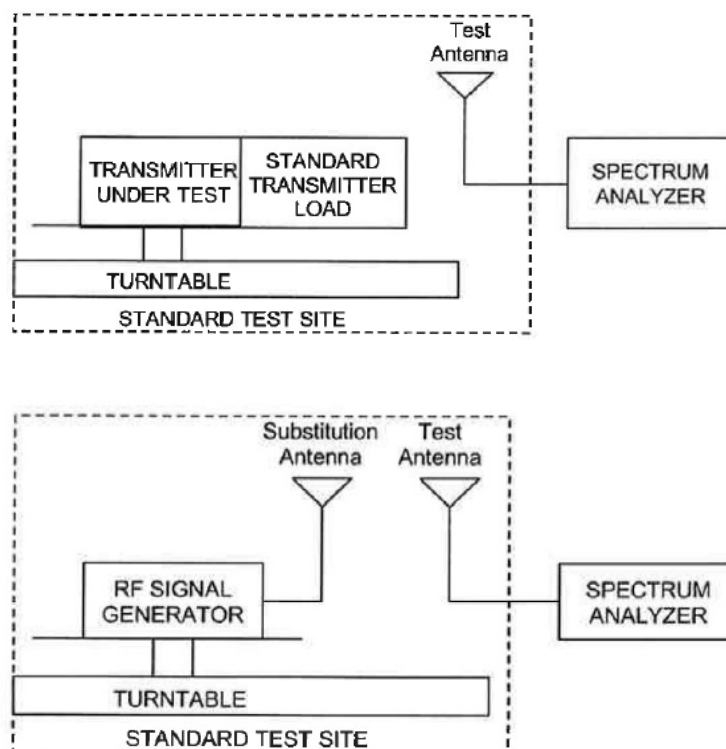 Test
Antenna
TRANSMITTER
UNDER TEST
STANDARD
TRANSMITTER
LOAD
SPECTRUM
ANALYZER
TURNTABLE
STANDARD TEST SITE
Substitution
Antenna
Test
Antenna
RF SIGNAL
GENERATOR
SPECTRUM
ANALYZER
TURNTABLE
STANDARD TEST SITE